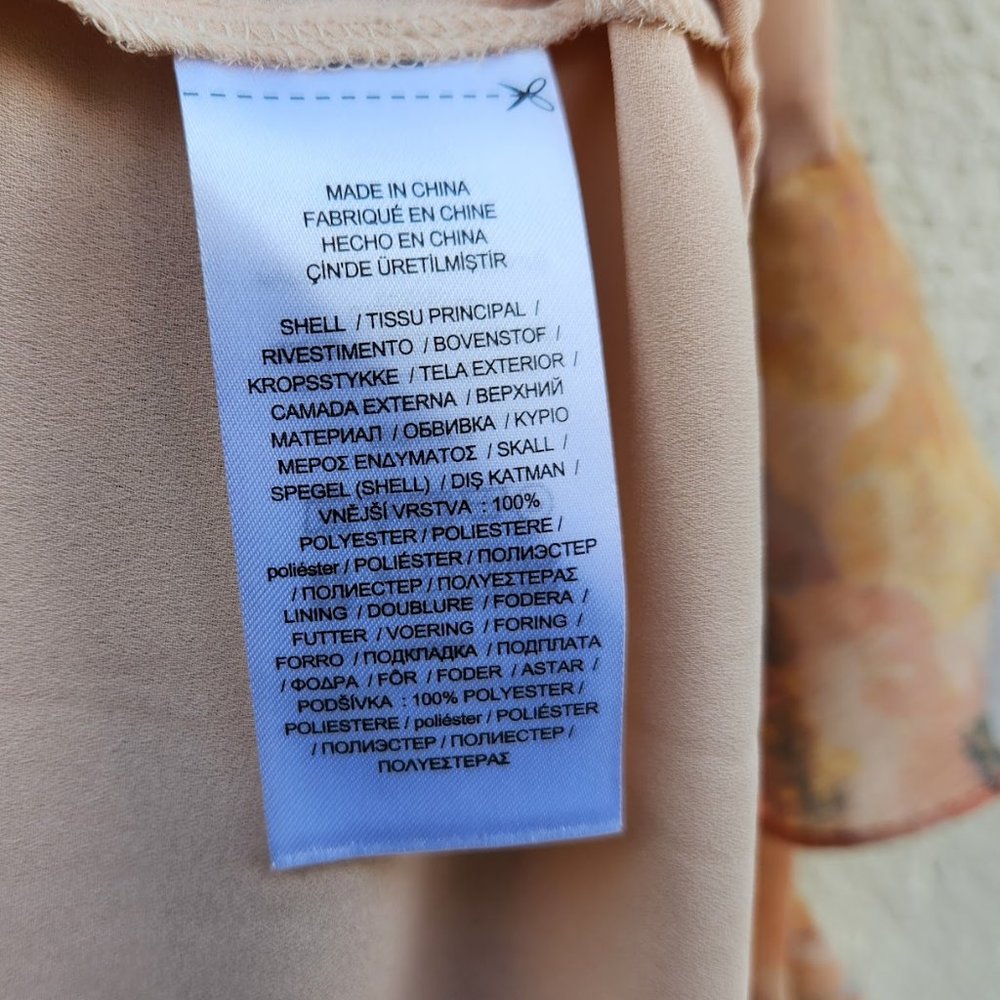 MADE IN CHINA
FABRIQUÉ EN CHINE
HECHO EN CHINA
ÇİN'DE ÜRETİLMİŞTİR
SHELL / TISSU PRINCIPAL /
RIVESTIMENTO / BOVENSTOF /
KROPSSTYKKE / TELA EXTERIOR /
CAMADA EXTERNA / ВЕРХНИЙ
МАТЕРИАЛ / ОБВИВКА / ΚΥΡΙΟ
ΜΕΡΟΣ ΕΝΔΥΜΑΤΟΣ / SKALL /
SPEGEL (SHELL) / DIŞ KATMAN /
VNĚJŠÍ VRSTVA : 100%
POLYESTER / POLIESTERE /
poliéster / POLIÉSTER / ПОЛИЭСТЕР
/ ПОЛИЕСТЕР / ΠΟΛΥΕΣΤΕΡΑΣ
LINING / DOUBLURE / FODERA /
FUTTER / VOERING / FORING /
FORRO / ПОДКЛАДКА / ПОДПЛАТА
/ ΦΟΔΡΑ / FÔR / FODER / ASTAR /
PODŠÍVKA : 100% POLYESTER /
POLIESTERE / poliéster / POLIÉSTER
/ ПОЛИЭСТЕР / ПОЛИЕСТЕР /
ΠΟΛΥΕΣΤΕΡΑΣ